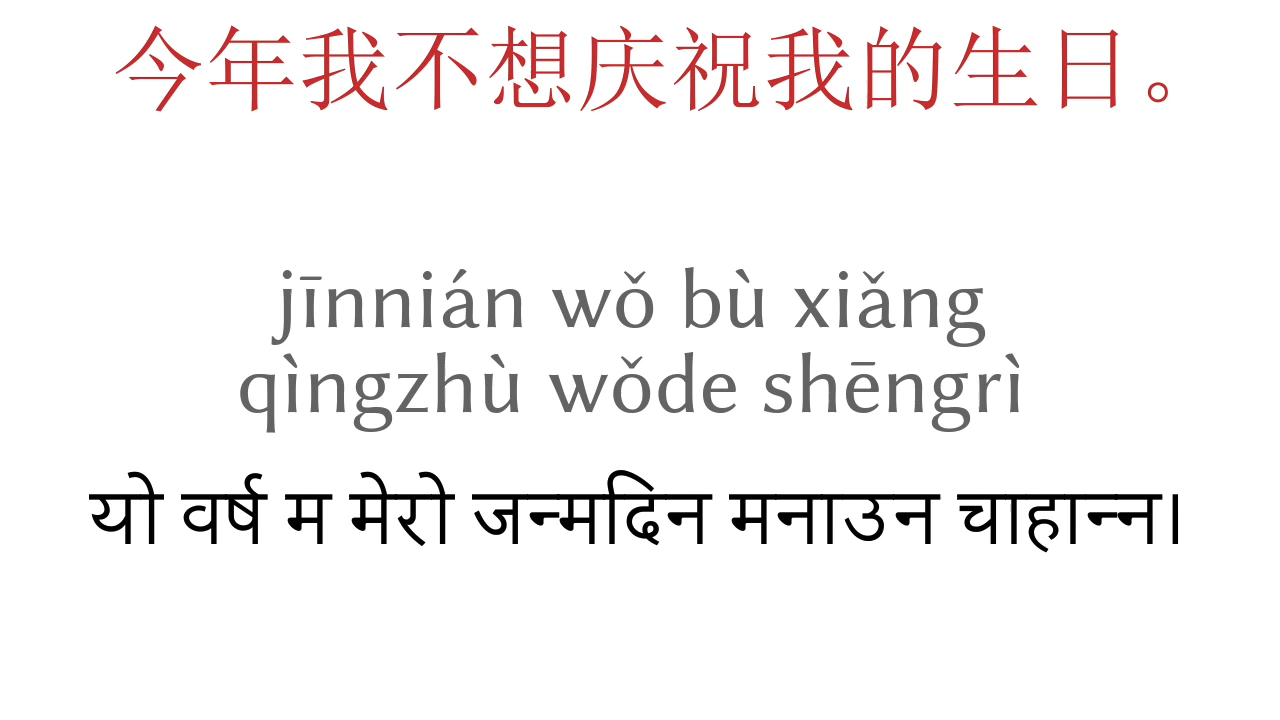 今年我不想庆祝我的生日。
jīnnián wǒ bù xiǎng
qìngzhù wǒde shēngrì
यो वर्ष म मेरो जन्मदिन मनाउन चाहान्न।